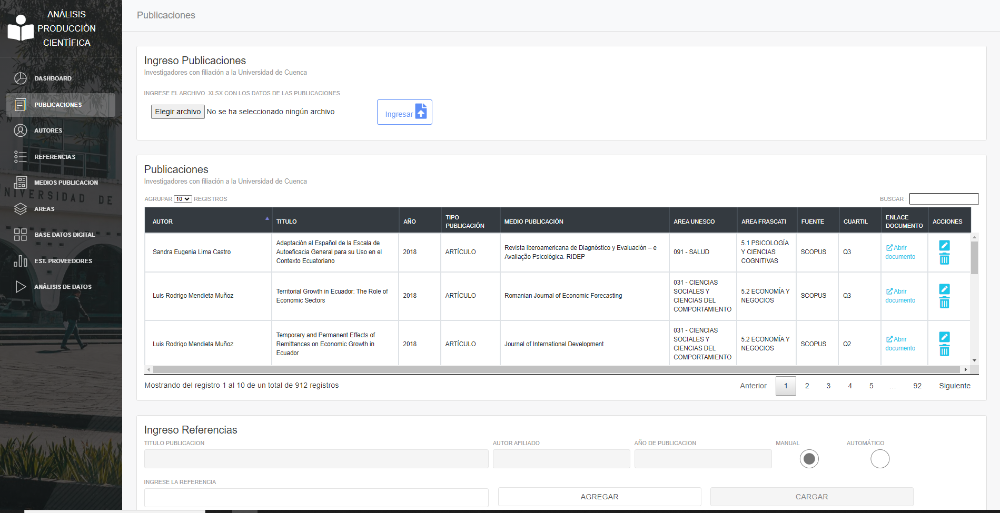 ANÁLISIS
PRODUCCIÓN
CIENTÍFICA
DASHBOARD
PUBLICACIONES
AUTORES
REFERENCIAS
MEDIOS PUBLICACION
NIVERSIDAD DE
AREAS
BASE DATOS DIGITAL
EST. PROVEEDORES
ANÁLISIS DE DATOS
Publicaciones
Ingreso Publicaciones
Investigadores con filiación a la Universidad de Cuenca
INGRESE EL ARCHIVO .XLSX CON LOS DATOS DE LAS PUBLICACIONES
Elegir archivo No se ha seleccionado ningún archivo
Ingresar
Publicaciones
Investigadores con filiación a la Universidad de Cuenca
AGRUPAR 10 REGISTROS
BUSCAR :
AUTOR
TITULO
AÑO
TIPO
PUBLICACIÓN
MEDIO PUBLICACIÓN
AREA UNESCO
AREA FRASCATI
FUENTE
CUARTIL
ENLACE
DOCUMENTO
ACCIONES
Sandra Eugenia Lima Castro
Adaptación al Español de la Escala de
Autoeficacia General para su Uso en el
Contexto Ecuatoriano
2018
ARTÍCULO
Revista Iberoamericana de Diagnóstico y Evaluación – e
Avaliação Psicológica. RIDEP
091 - SALUD
5.1 PSICOLOGÍA
Y CIENCIAS
COGNITIVAS
SCOPUS
Q3
Abrir
documento
Luis Rodrigo Mendieta Muñoz
Territorial Growth in Ecuador: The Role of
Economic Sectors
2018
ARTÍCULO
Romanian Journal of Economic Forecasting
031 - CIENCIAS
SOCIALES Y
CIENCIAS DEL
COMPORTAMIENTO
5.2 ECONOMÍA Y
NEGOCIOS
SCOPUS
Q3
Abrir
documento
Luis Rodrigo Mendieta Muñoz
Temporary and Permanent Effects of
Remittances on Economic Growth in
Ecuador
2018
ARTÍCULO
Journal of International Development
031 - CIENCIAS
SOCIALES Y
CIENCIAS DEL
COMPORTAMIENTO
5.2 ECONOMÍA Y
NEGOCIOS
SCOPUS
Q2
Abrir
documento
Mostrando del registro 1 al 10 de un total de 912 registros
Anterior 1 2 3 4 5 … 92 Siguiente
Ingreso Referencias
TITULO PUBLICACION
AUTOR AFILIADO
AÑO DE PUBLICACION
MANUAL
AUTOMÁTICO
INGRESE LA REFERENCIA
AGREGAR
CARGAR